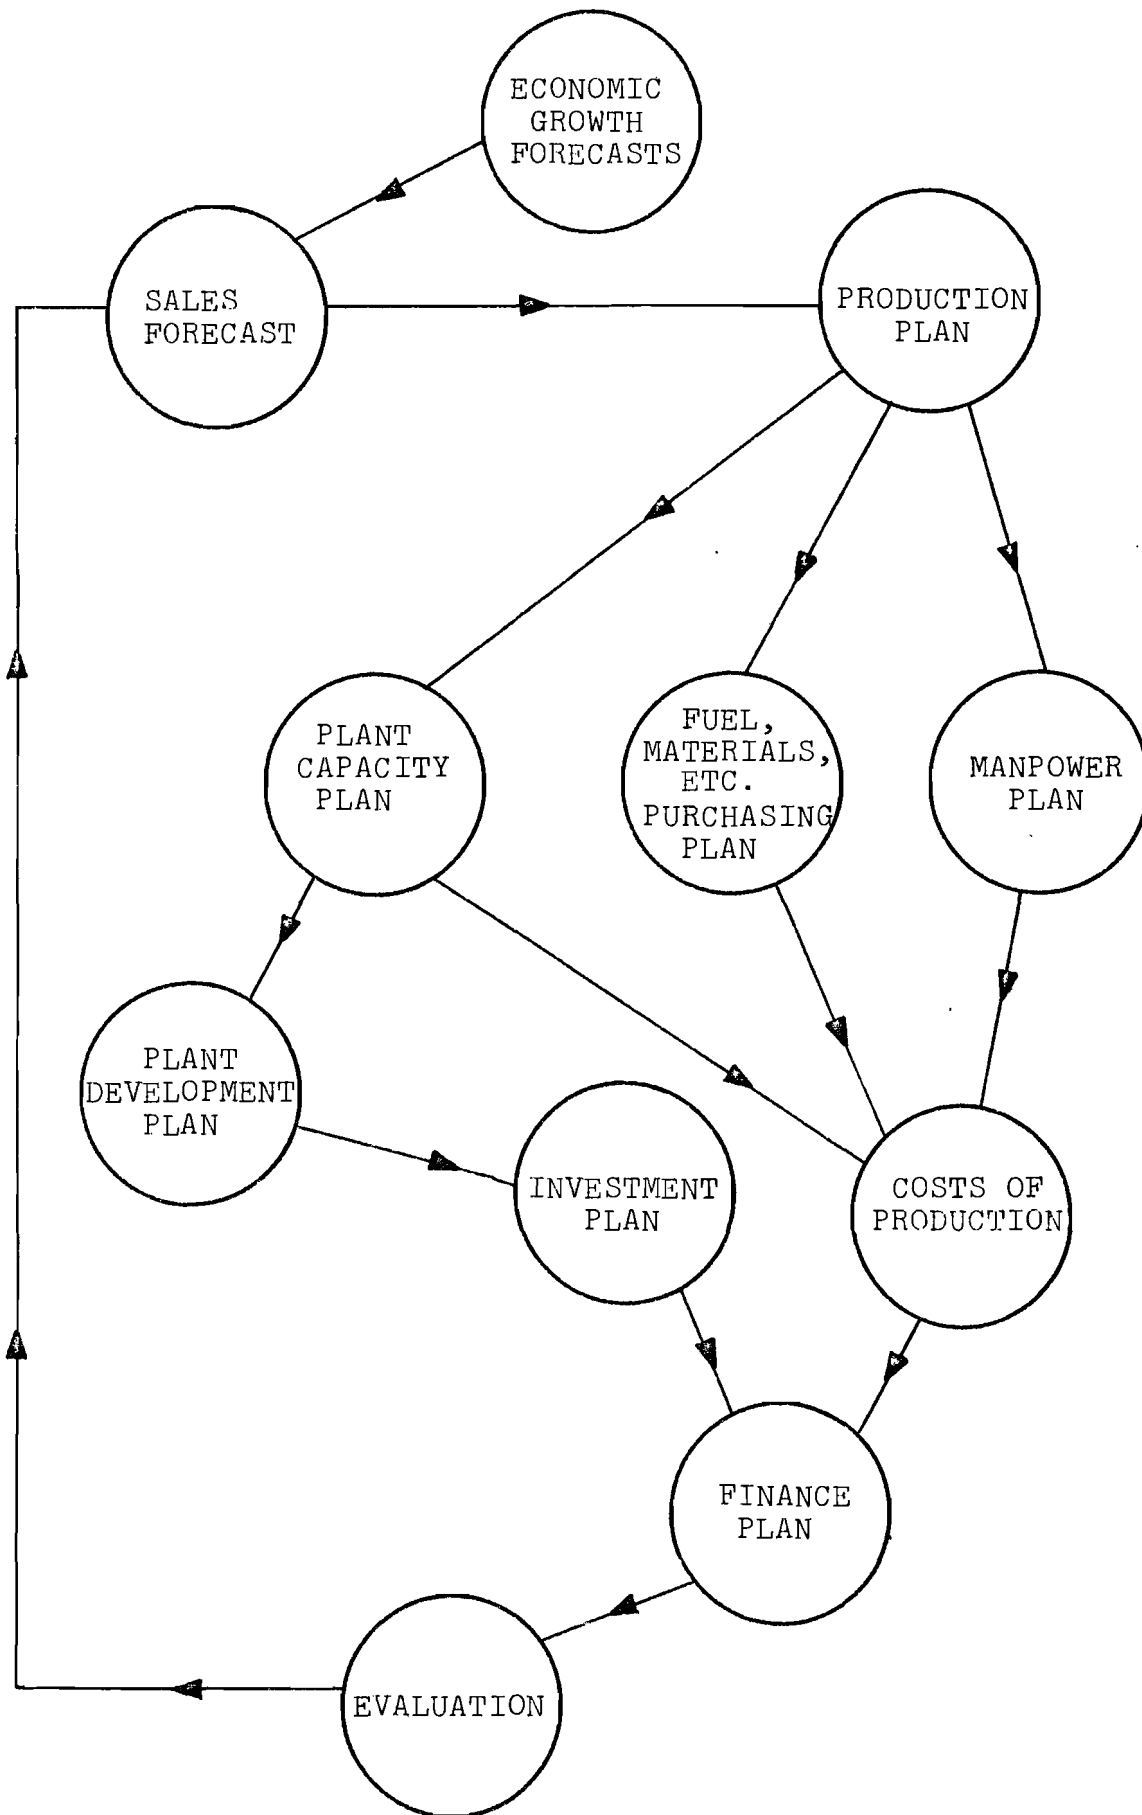 ECONOMIC
GROWTH
FORECASTS
SALES
FORECAST
PRODUCTION
PLAN
PLANT
CAPACITY
PLAN
FUEL,
MATERIALS,
ETC.
PURCHASING
PLAN
MANPOWER
PLAN
PLANT
DEVELOPMENT
PLAN
INVESTMENT
PLAN
COSTS OF
PRODUCTION
FINANCE
PLAN
EVALUATION